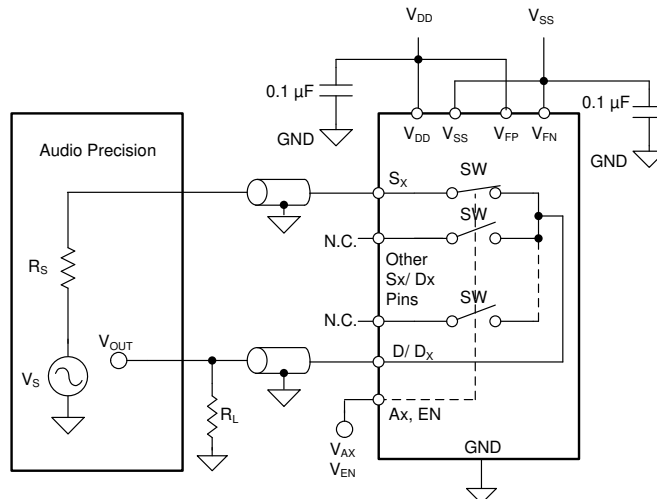 V_DD V_SS
0.1 µF
0.1 µF
GND
V_DD V_SS V_FP V_FN
GND
Audio Precision
S_X SW
SW
N.C.
Other
Sx/ Dx
Pins
R_S
SW
N.C.
V_OUT
D/ D_X
V_S
R_L
Ax, EN
V_AX
V_EN
GND